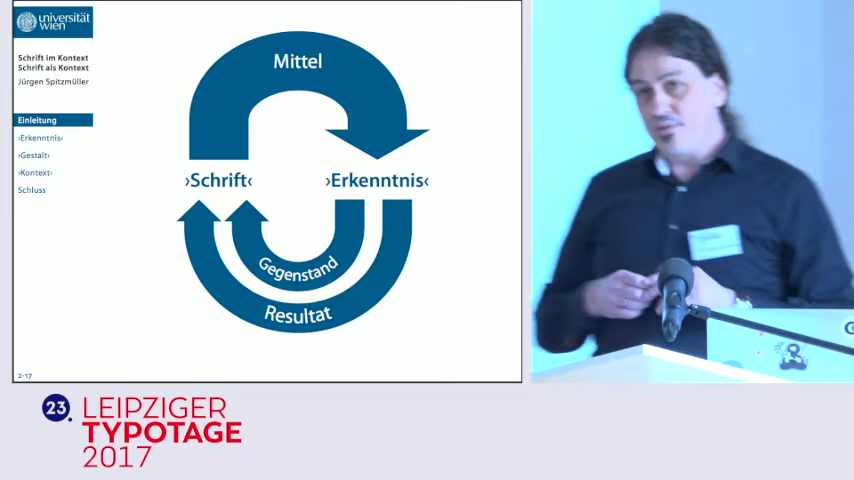 universität
wien
Schrift im Kontext
Schrift als Kontext
Jürgen Spitzmüller
Einleitung
›Erkenntnis‹
›Gestalt‹
›Kontext‹
Schluss
Mittel
›Schrift‹
›Erkenntnis‹
Gegenstand
Resultat
2-17
23.
LEIPZIGER
TYPOTAGE
2017